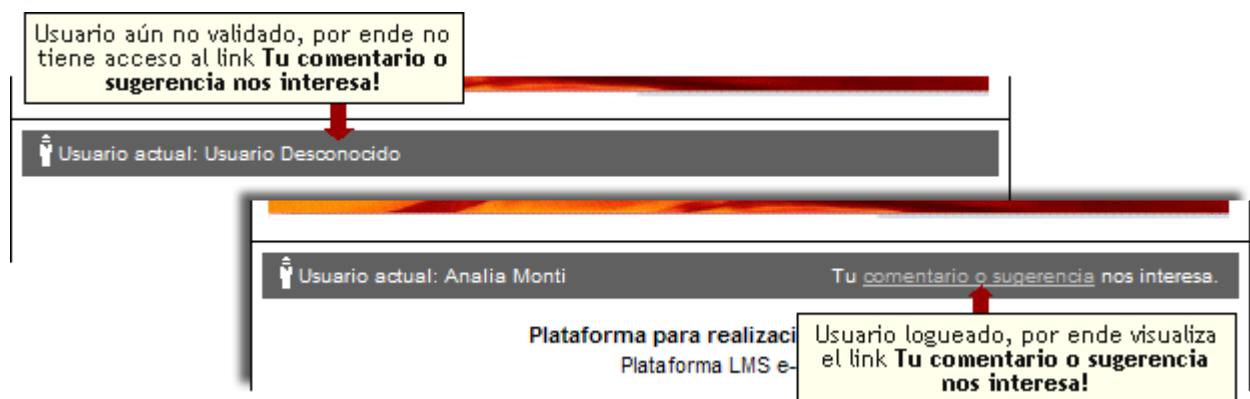 Usuario aún no validado, por ende no
tiene acceso al link Tu comentario o
sugerencia nos interesa!
Usuario actual: Usuario Desconocido
Usuario actual: Analia Monti
Tu comentario o sugerencia nos interesa.
Plataforma para realizaci
Plataforma LMS e-
Usuario logueado, por ende visualiza
el link Tu comentario o sugerencia
nos interesa!